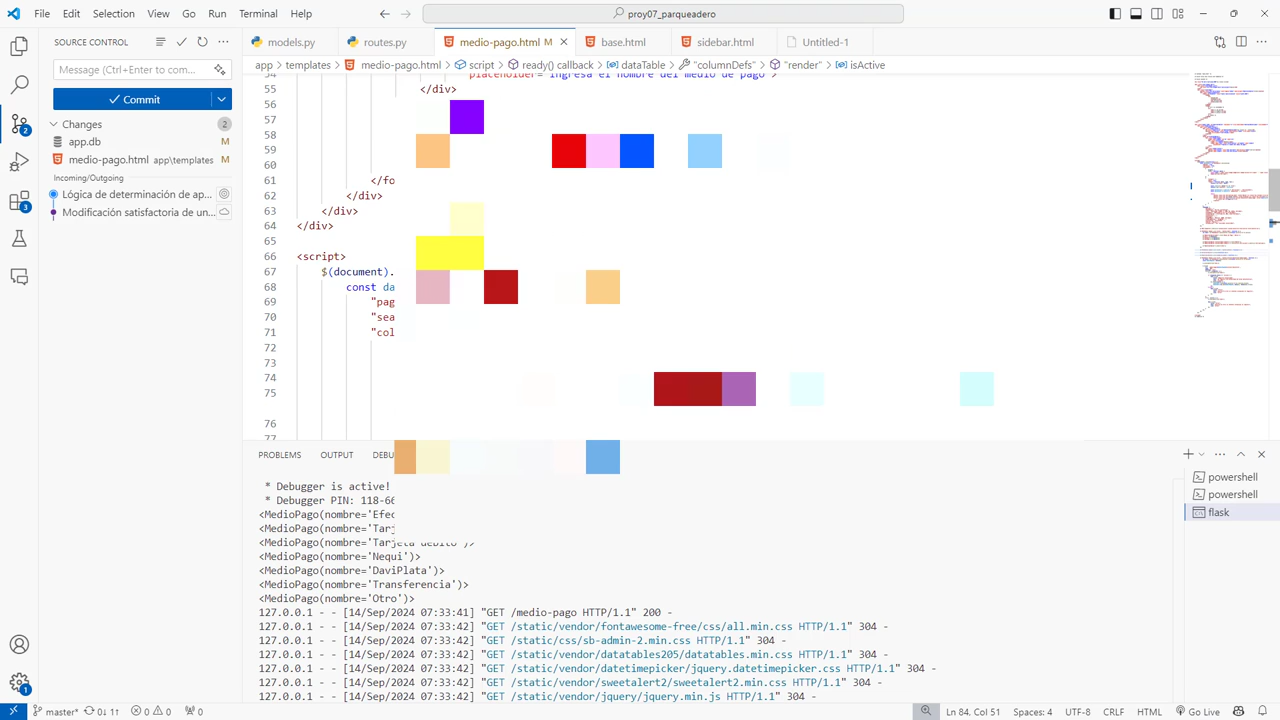 File Edit Selection View Go Run Terminal Help
proy07_parqueadero
SOURCE CONTROL
models.py
routes.py
medio-pago.html M
base.html
sidebar.html
Untitled-1
app > templates > medio-pago.html > script > ready() callback > dataTable > "columnDefs" > "render" > isActive
Message (Ctrl+Enter to com...
Commit
Changes 2
app.db M
medio-pago.html app\templates M
Incoming/Outgoing
Lógica de determinación de ap...
Modificación satisfactoria de un...
placeholder="Ingresa el nombre del medio de pago">
55 </div>
56
57
58
60
61 </fo
63 </div>
</div>
65
66 <script>
67 $(document).
68 const
69 "or
70 "sea
71 "col
72
73
74
75
76
77
PROBLEMS OUTPUT DEBU
* Debugger is active!
* Debugger PIN: 118-66
<MedioPago(nombre='Efec
<MedioPago(nombre='Tarj
<MedioPago(nombre='Tarjeta débito')>
<MedioPago(nombre='Nequi')>
<MedioPago(nombre='DaviPlata')>
<MedioPago(nombre='Transferencia')>
<MedioPago(nombre='Otro')>
127.0.0.1 - - [14/Sep/2024 07:33:41] "GET /medio-pago HTTP/1.1" 200 -
127.0.0.1 - - [14/Sep/2024 07:33:42] "GET /static/vendor/fontawesome-free/css/all.min.css HTTP/1.1" 304 -
127.0.0.1 - - [14/Sep/2024 07:33:42] "GET /static/css/sb-admin-2.min.css HTTP/1.1" 304 -
127.0.0.1 - - [14/Sep/2024 07:33:42] "GET /static/vendor/datatables205/datatables.min.css HTTP/1.1" 304 -
127.0.0.1 - - [14/Sep/2024 07:33:42] "GET /static/vendor/datetimepicker/jquery.datetimepicker.css HTTP/1.1" 304 -
127.0.0.1 - - [14/Sep/2024 07:33:42] "GET /static/vendor/sweetalert2/sweetalert2.min.css HTTP/1.1" 304 -
127.0.0.1 - - [14/Sep/2024 07:33:42] "GET /static/vendor/jquery/jquery.min.js HTTP/1.1" 304 -
powershell
powershell
flask
master* 0↓ 1↑ 0 0 0
Ln 84, Col 51 Spaces: 4 UTF-8 CRLF HTML Go Live